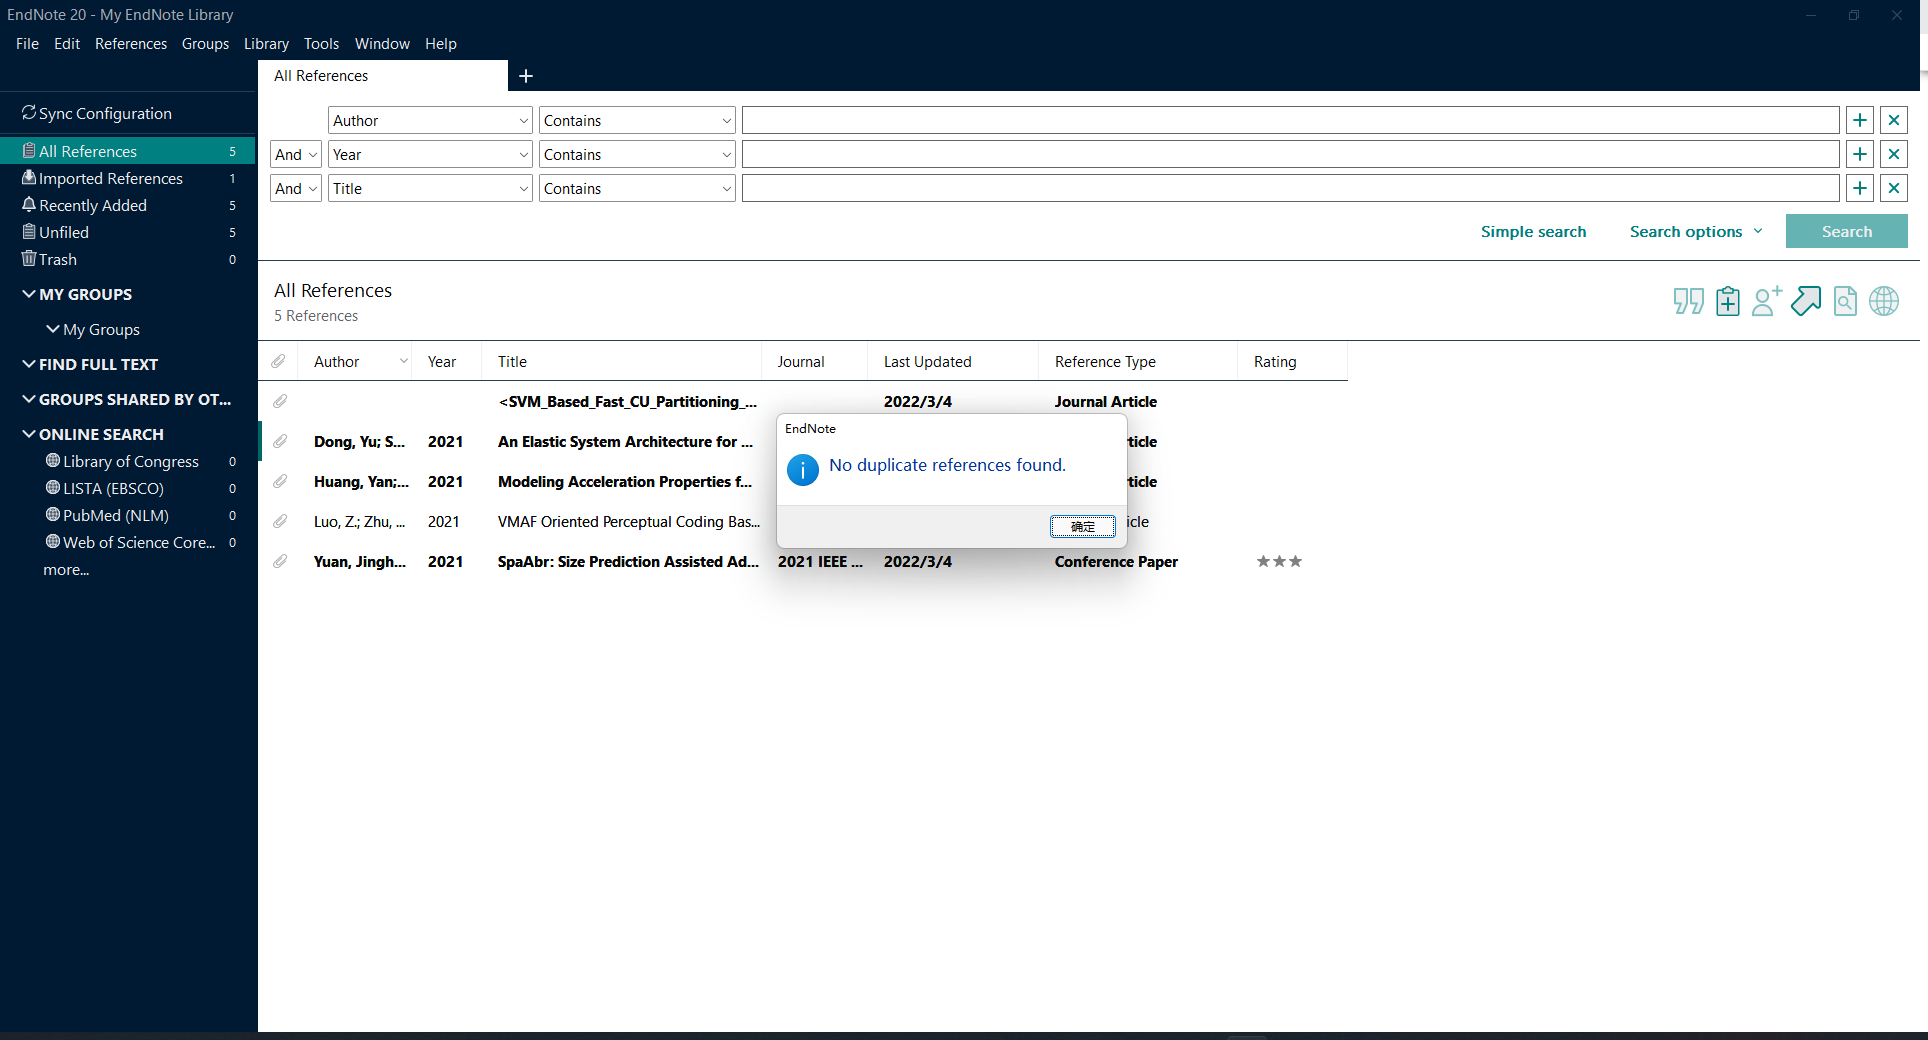 EndNote 20 - My EndNote Library
File Edit References Groups Library Tools Window Help
All References
Sync Configuration
All References 5
Imported References 1
Recently Added 5
Unfiled 5
Trash 0
MY GROUPS
My Groups
FIND FULL TEXT
GROUPS SHARED BY OT...
ONLINE SEARCH
Library of Congress 0
LISTA (EBSCO) 0
PubMed (NLM) 0
Web of Science Core... 0
more...
Author Contains
And Year Contains
And Title Contains
Simple search Search options Search
All References
5 References
Author Year Title Journal Last Updated Reference Type Rating
<SVM_Based_Fast_CU_Partitioning_... 2022/3/4 Journal Article
Dong, Yu; S... 2021 An Elastic System Architecture for ... ticle
Huang, Yan;... 2021 Modeling Acceleration Properties f... ticle
Luo, Z.; Zhu, ... 2021 VMAF Oriented Perceptual Coding Bas... icle
Yuan, Jingh... 2021 SpaAbr: Size Prediction Assisted Ad... 2021 IEEE ... 2022/3/4 Conference Paper ★★★
EndNote
No duplicate references found.
确定